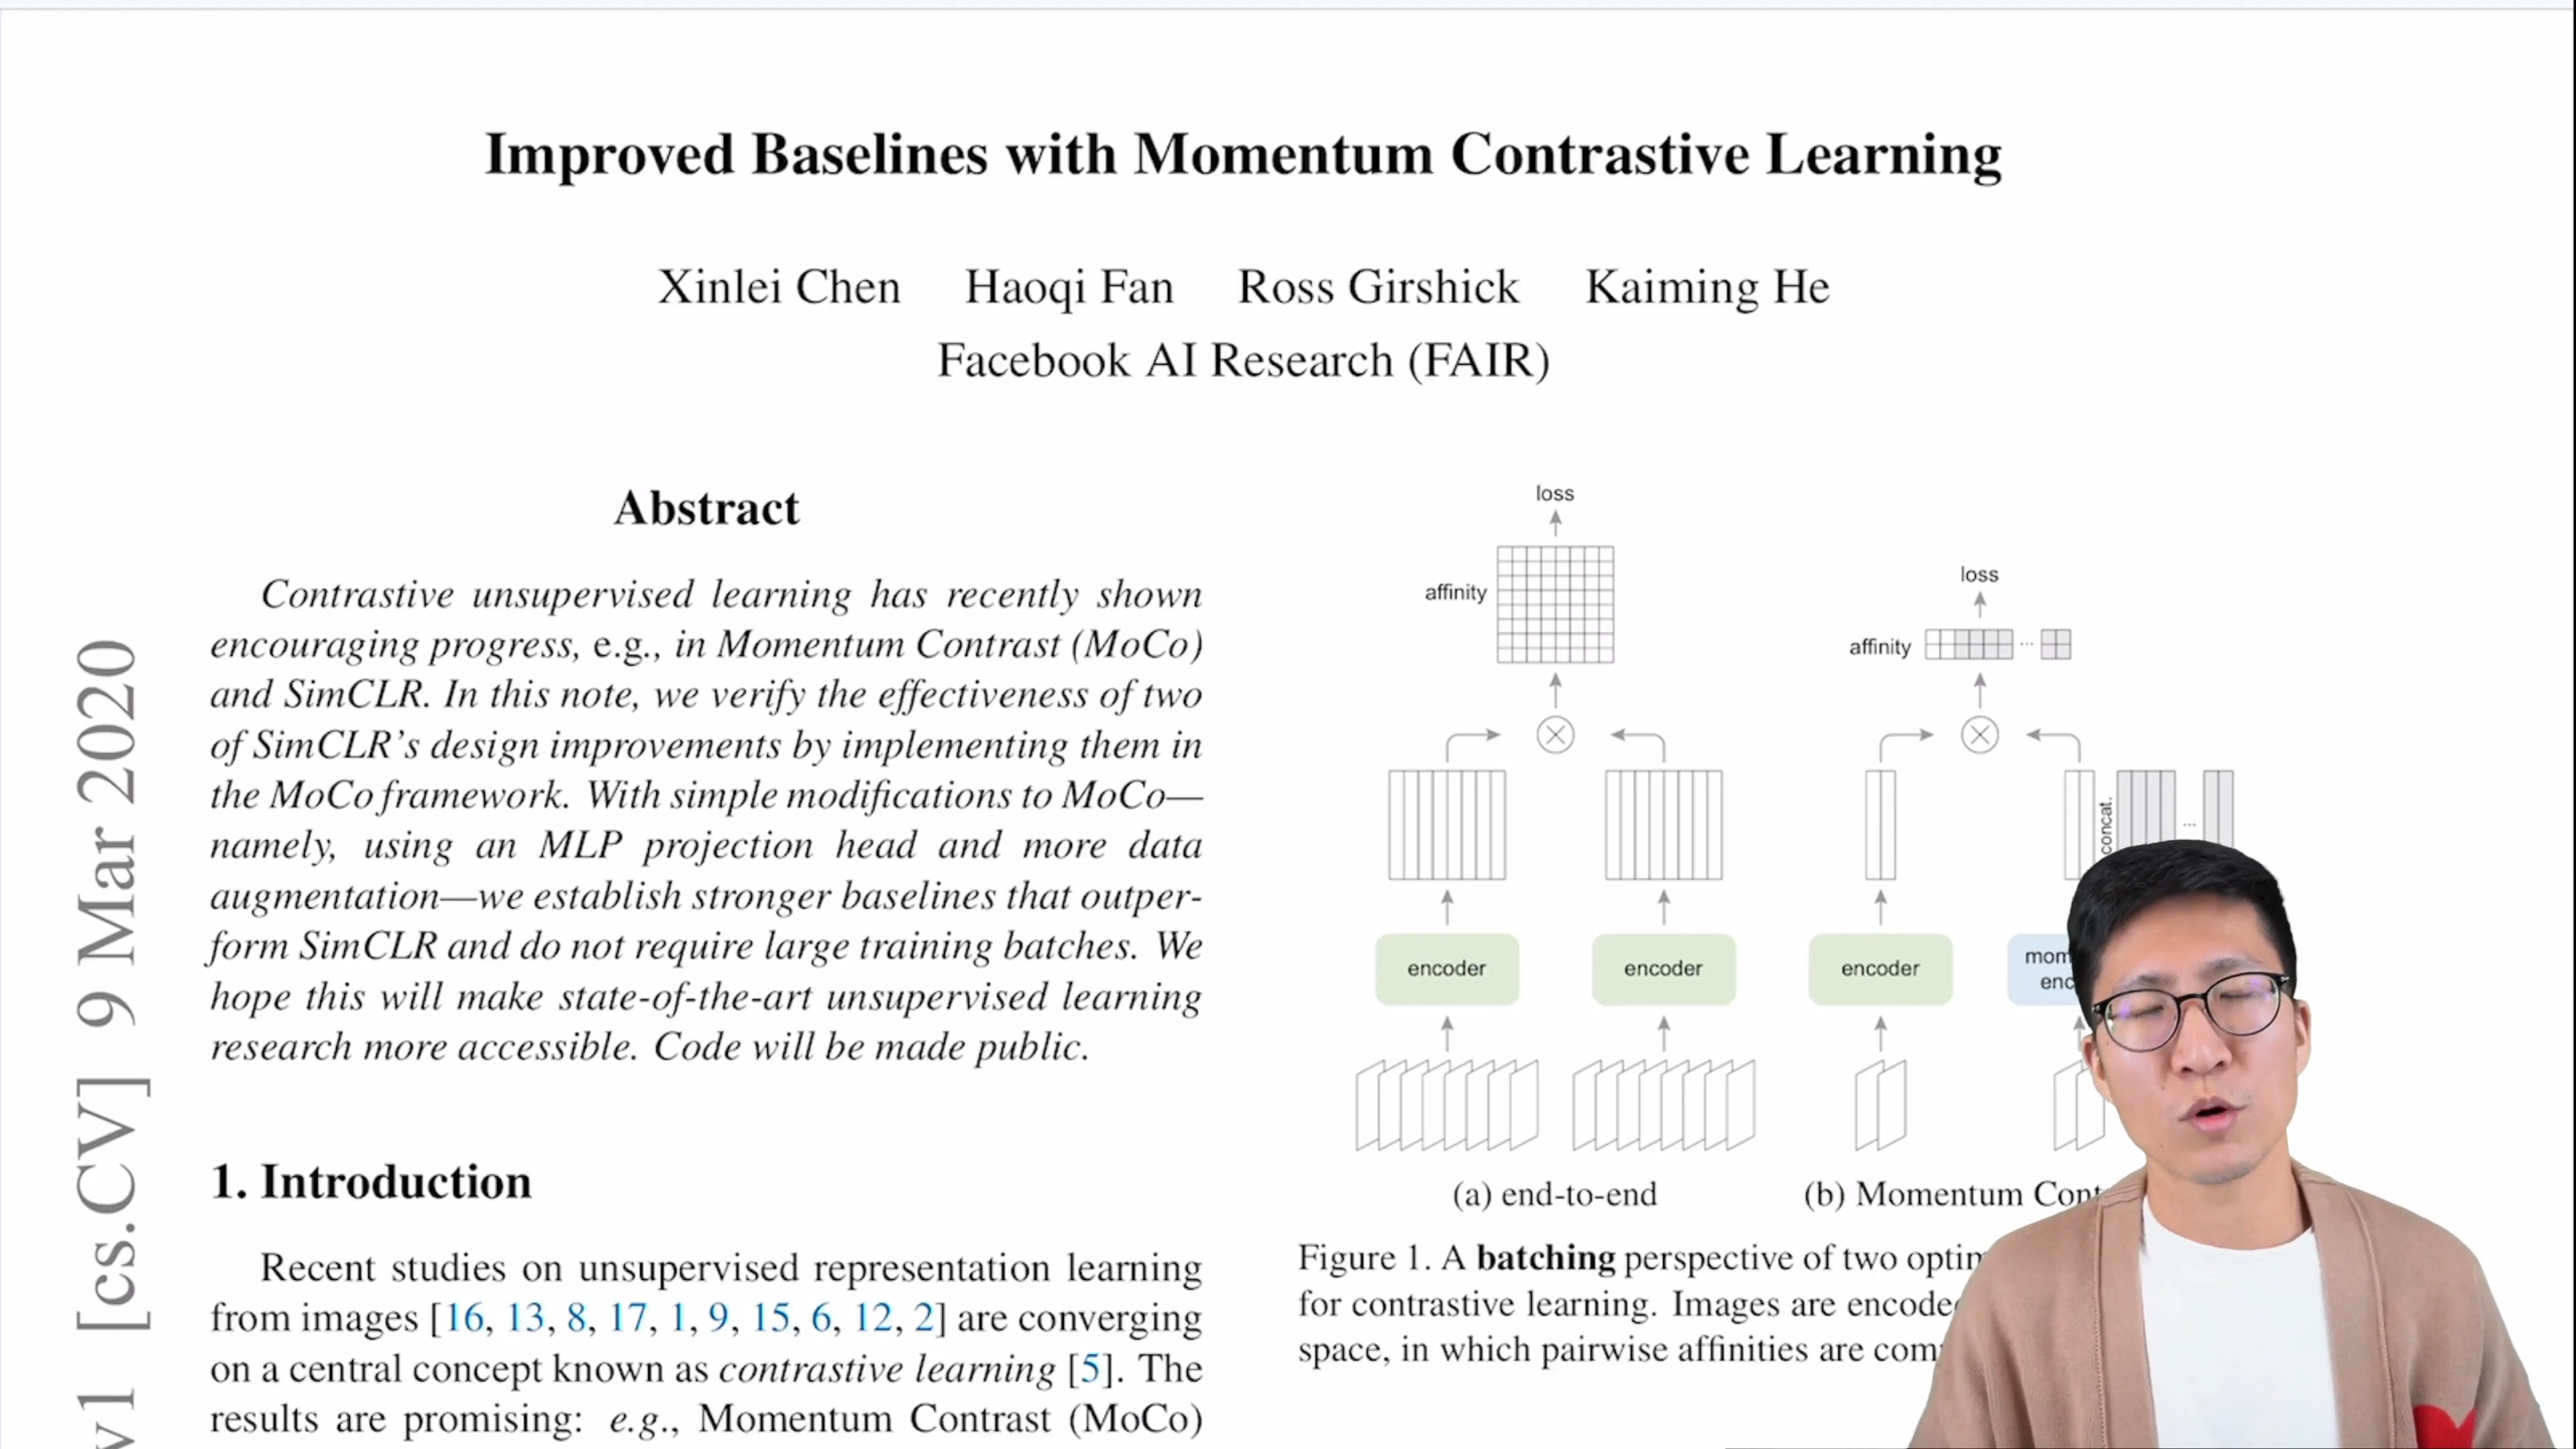 Improved Baselines with Momentum Contrastive Learning
Xinlei Chen Haoqi Fan Ross Girshick Kaiming He
Facebook AI Research (FAIR)
v1 [cs.CV] 9 Mar 2020
Abstract
Contrastive unsupervised learning has recently shown
encouraging progress, e.g., in Momentum Contrast (MoCo)
and SimCLR. In this note, we verify the effectiveness of two
of SimCLR's design improvements by implementing them in
the MoCo framework. With simple modifications to MoCo—
namely, using an MLP projection head and more data
augmentation—we establish stronger baselines that outper-
form SimCLR and do not require large training batches. We
hope this will make state-of-the-art unsupervised learning
research more accessible. Code will be made public.
1. Introduction
Recent studies on unsupervised representation learning
from images [16, 13, 8, 17, 1, 9, 15, 6, 12, 2] are converging
on a central concept known as contrastive learning [5]. The
results are promising: e.g., Momentum Contrast (MoCo)
loss
affinity
encoder
encoder
(a) end-to-end
loss
affinity
concat.
...
...
encoder
mom
enc
(b) Momentum Cont
Figure 1. A batching perspective of two optim
for contrastive learning. Images are encoded
space, in which pairwise affinities are com